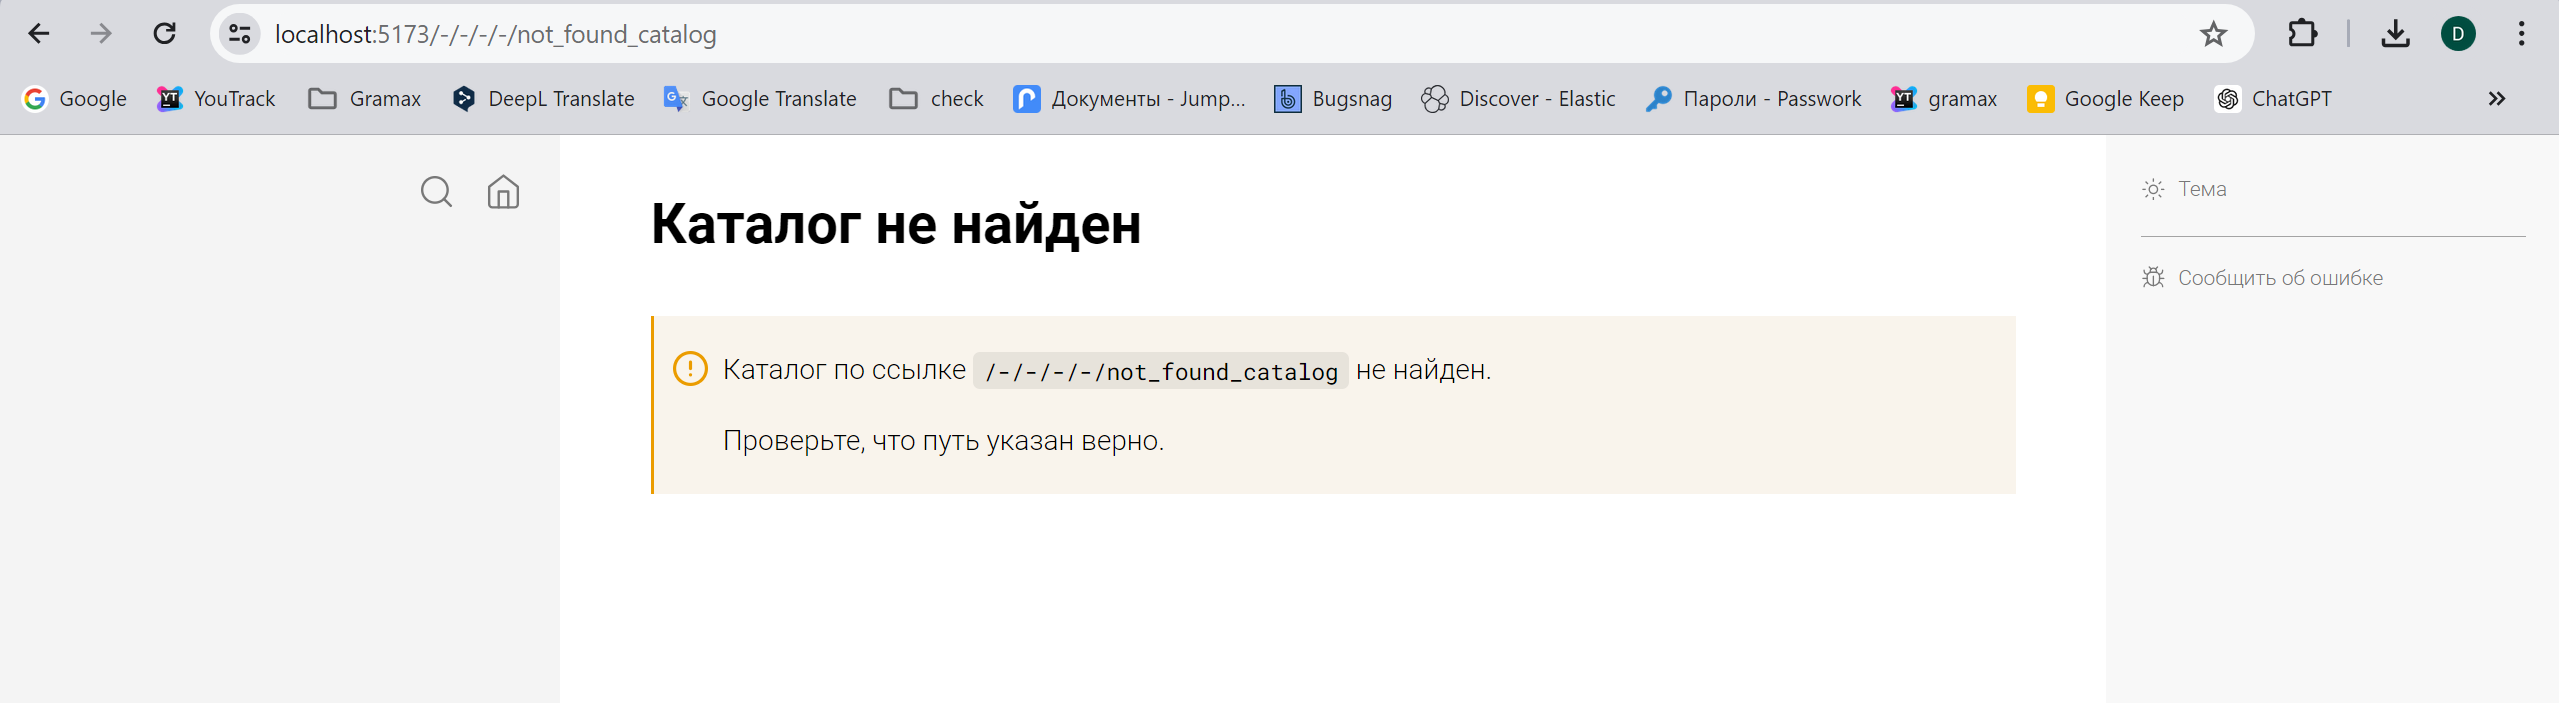 localhost:5173/-/-/-/-/not_found_catalog
D
Google YouTrack Gramax DeepL Translate Google Translate check Документы - Jump... Bugsnag Discover - Elastic Пароли - Passwork gramax Google Keep ChatGPT
Каталог не найден
Каталог по ссылке /-/-/-/-/not_found_catalog не найден.
Проверьте, что путь указан верно.
Тема
Сообщить об ошибке